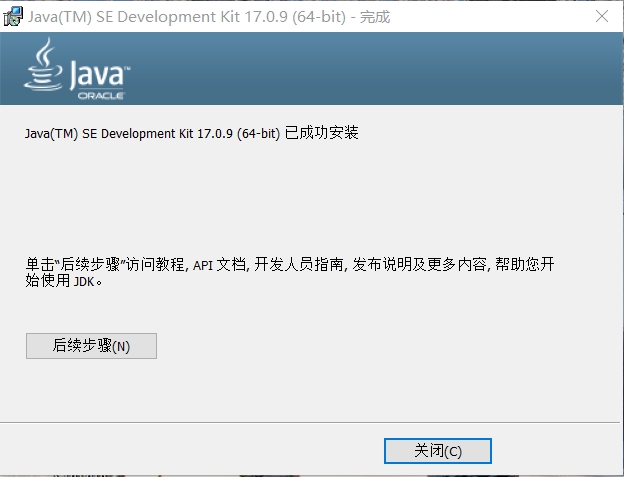 Java(TM) SE Development Kit 17.0.9 (64-bit) - 完成
Java™
ORACLE
Java(TM) SE Development Kit 17.0.9 (64-bit) 已成功安装
单击“后续步骤”访问教程, API 文档, 开发人员指南, 发布说明及更多内容, 帮助您开
始使用 JDK。
后续步骤(N)
关闭(C)